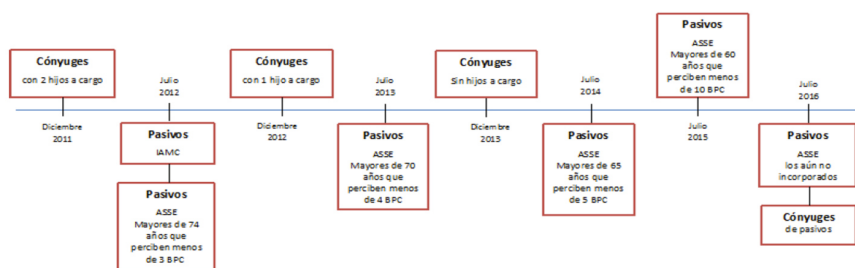 Cónyuges
con 2 hijos a cargo
Diciembre
2011
Julio
2012
Pasivos
IAMC
Pasivos
ASSE
Mayores de 74
años que
perciben menos
de 3 BPC
Cónyuges
con 1 hijo a cargo
Diciembre
2012
Julio
2013
Pasivos
ASSE
Mayores de 70
años que
perciben menos
de 4 BPC
Cónyuges
Sin hijos a cargo
Diciembre
2013
Julio
2014
Pasivos
ASSE
Mayores de 65
años que
perciben menos
de 5 BPC
Pasivos
ASSE
Mayores de 60
años que
perciben menos
de 10 BPC
Julio
2015
Julio
2016
Pasivos
ASSE
los aún no
incorporados
Cónyuges
de pasivos